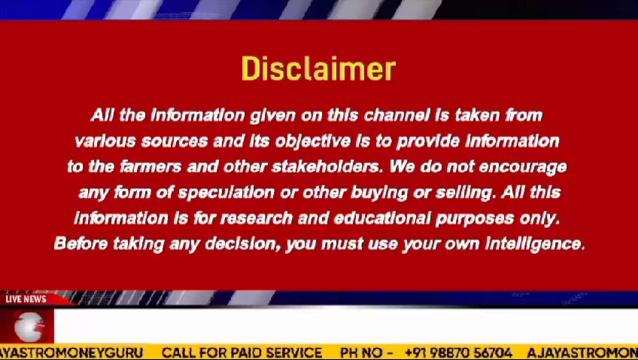 Disclaimer
All the information given on this channel is taken from
various sources and its objective is to provide information
to the farmers and other stakeholders. We do not encourage
any form of speculation or other buying or selling. All this
information is for research and educational purposes only.
Before taking any decision, you must use your own intelligence.
LIVE NEWS
AYASTROMONEYGURU CALL FOR PAID SERVICE PH NO - +91 98870 56704 AJAYASTROMON